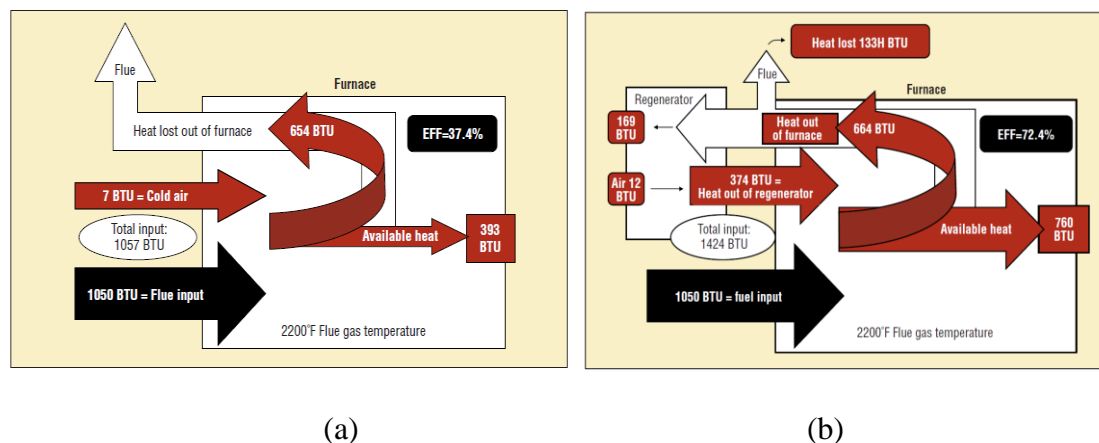 Flue
Furnace
Heat lost out of furnace
654 BTU
EFF=37.4%
7 BTU = Cold air
Total input:
1057 BTU
Available heat
393
BTU
1050 BTU = Flue input
2200°F Flue gas temperature
(a)
Heat lost 133H BTU
Flue
Furnace
Regenerator
169
BTU
Heat out
of furnace
664 BTU
EFF=72.4%
Air 12
BTU
374 BTU =
Heat out of regenerator
Total input:
1424 BTU
Available heat
760
BTU
1050 BTU = fuel input
2200°F Flue gas temperature
(b)